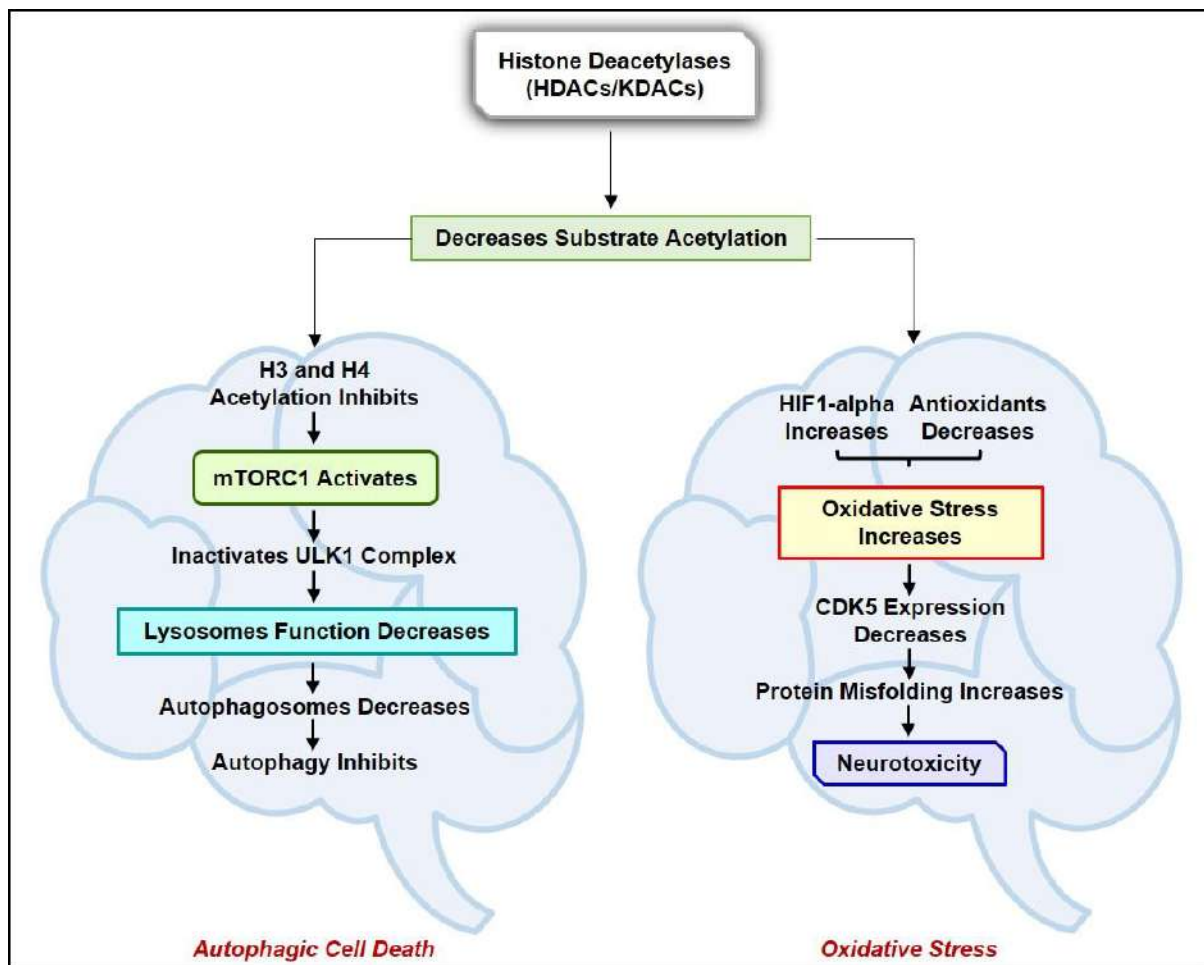 Histone Deacetylases
(HDACs/KDACs)
Decreases Substrate Acetylation
H3 and H4
Acetylation Inhibits
mTORC1 Activates
Inactivates ULK1 Complex
Lysosomes Function Decreases
Autophagosomes Decreases
Autophagy Inhibits
Autophagic Cell Death
HIF1-alpha Antioxidants
Increases Decreases
Oxidative Stress
Increases
CDK5 Expression
Decreases
Protein Misfolding Increases
Neurotoxicity
Oxidative Stress